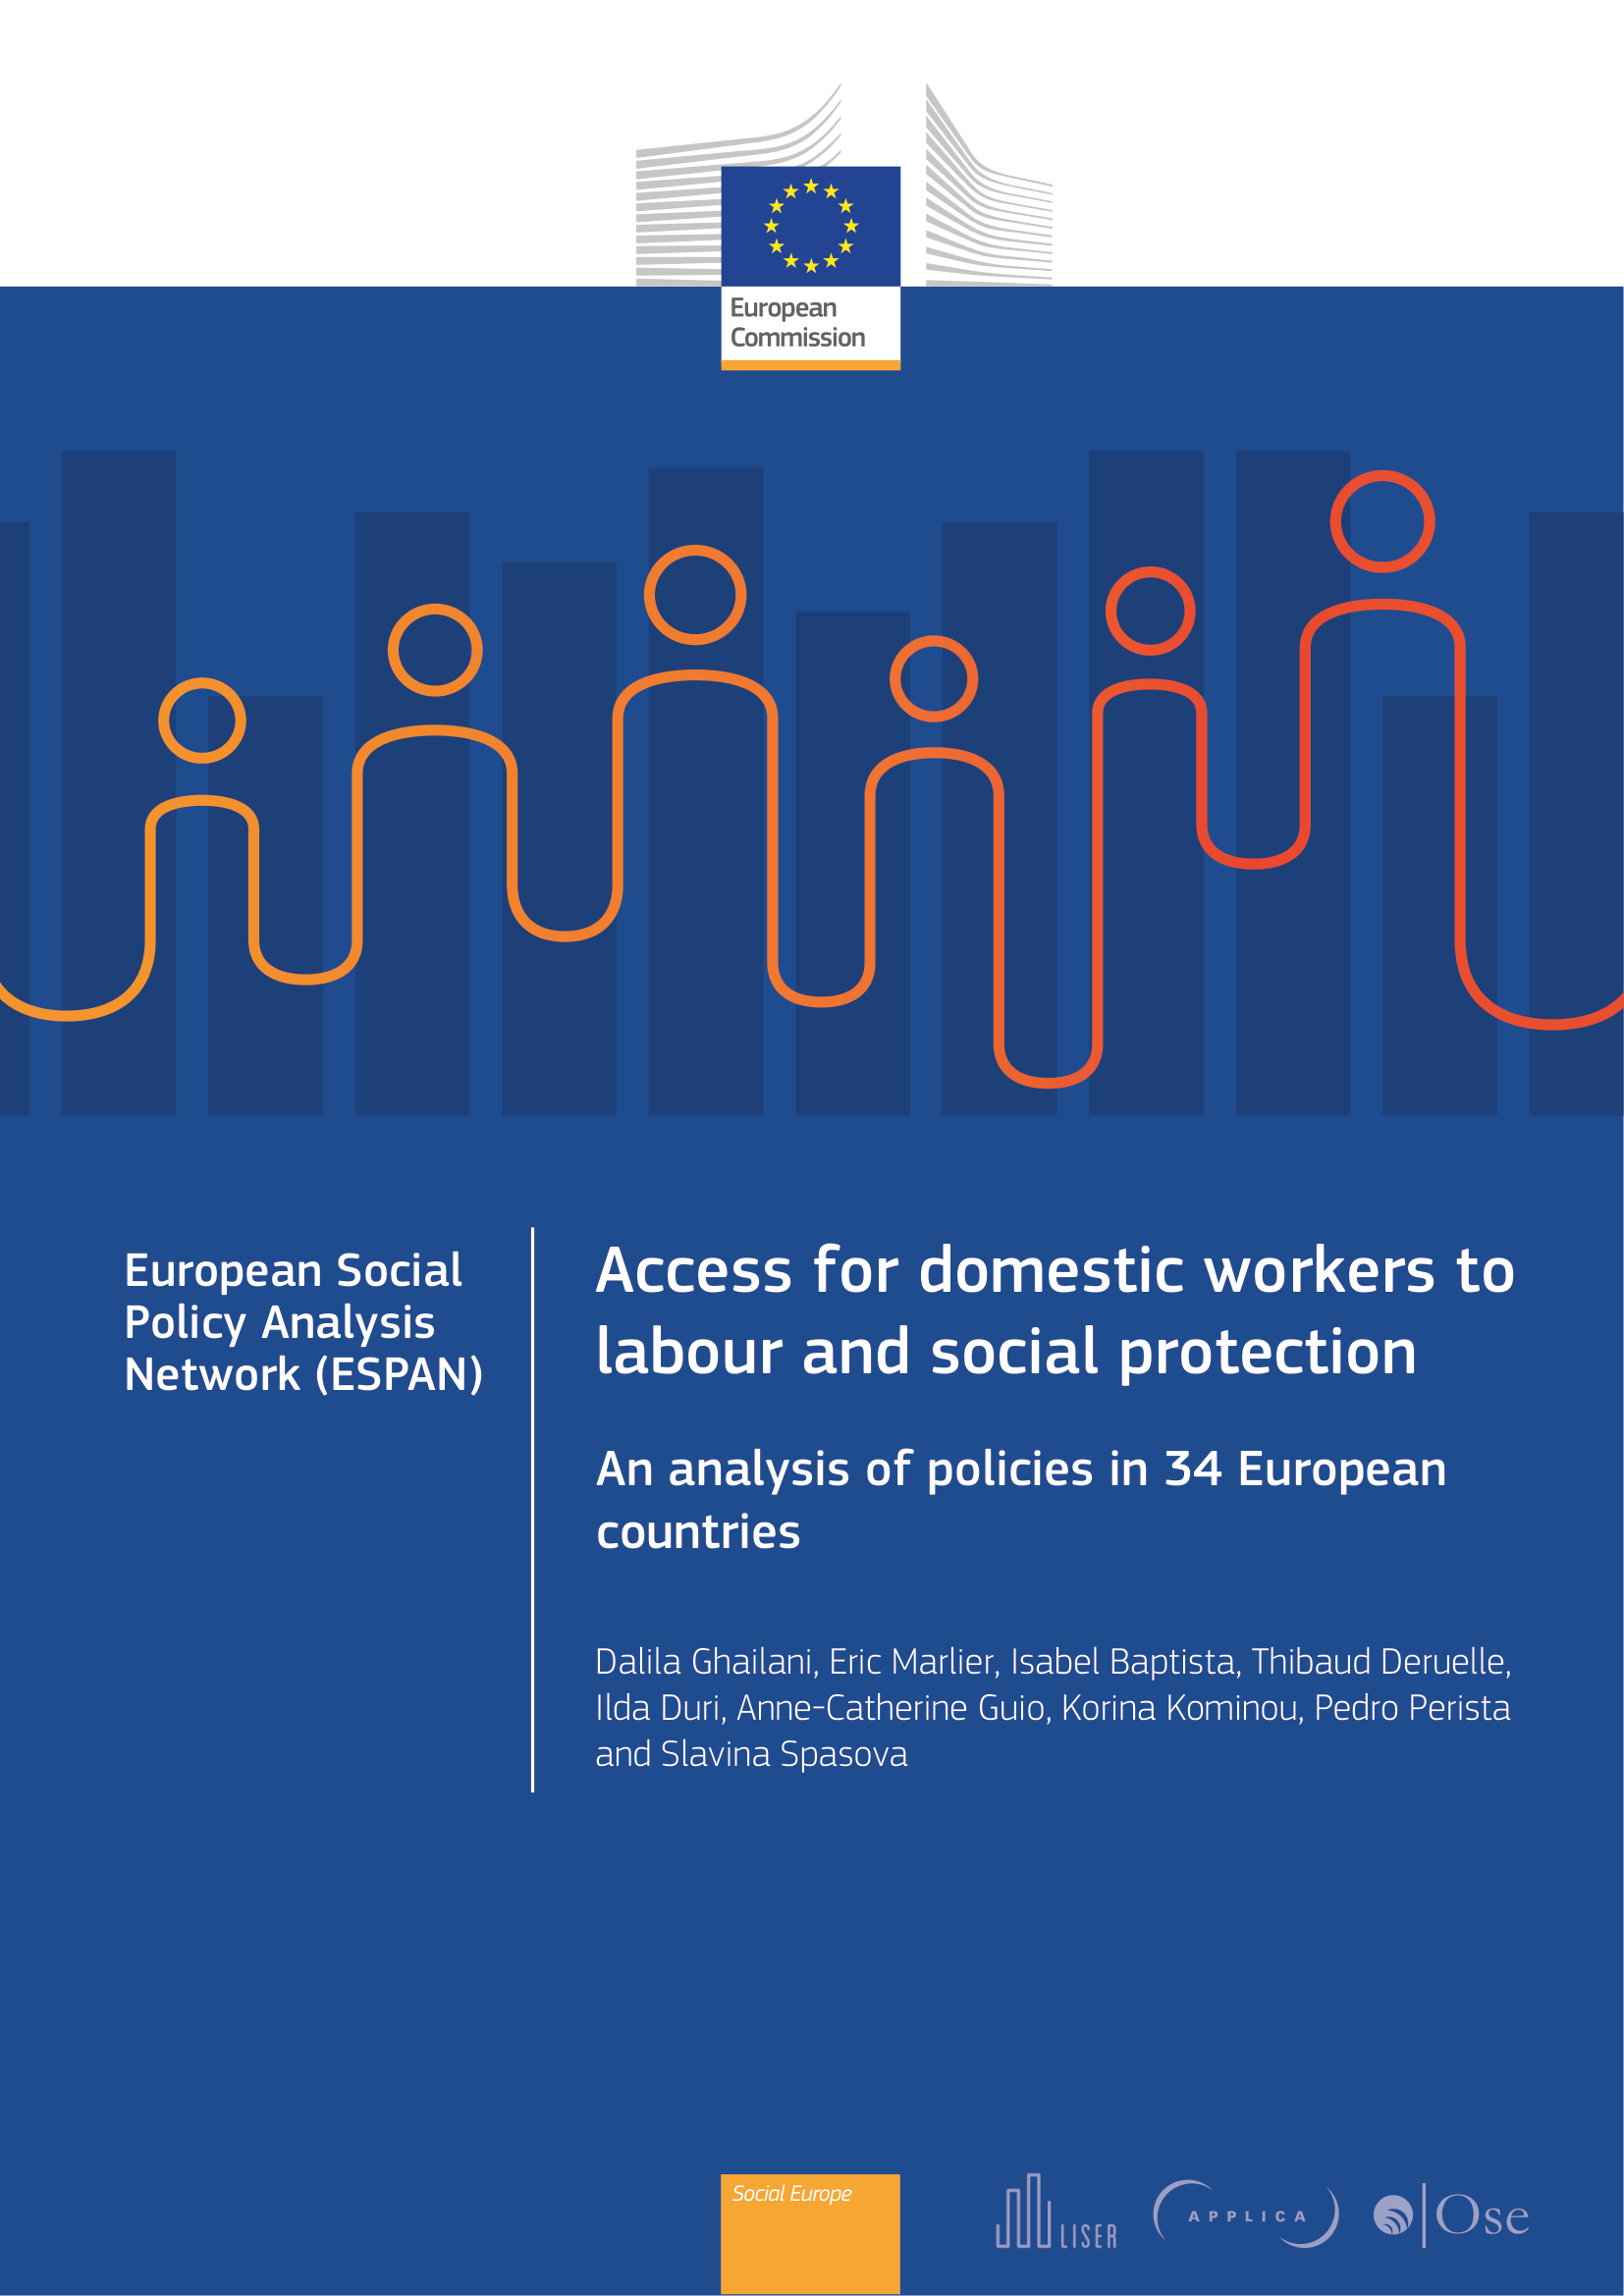 European
Commission
European Social
Policy Analysis
Network (ESPAN)
Access for domestic workers to
labour and social protection
An analysis of policies in 34 European
countries
Dalila Ghailani, Eric Marlier, Isabel Baptista, Thibaud Deruelle,
Ilda Duri, Anne-Catherine Guio, Korina Kominou, Pedro Perista
and Slavina Spasova
Social Europe
LISER
APPLICA
Ose